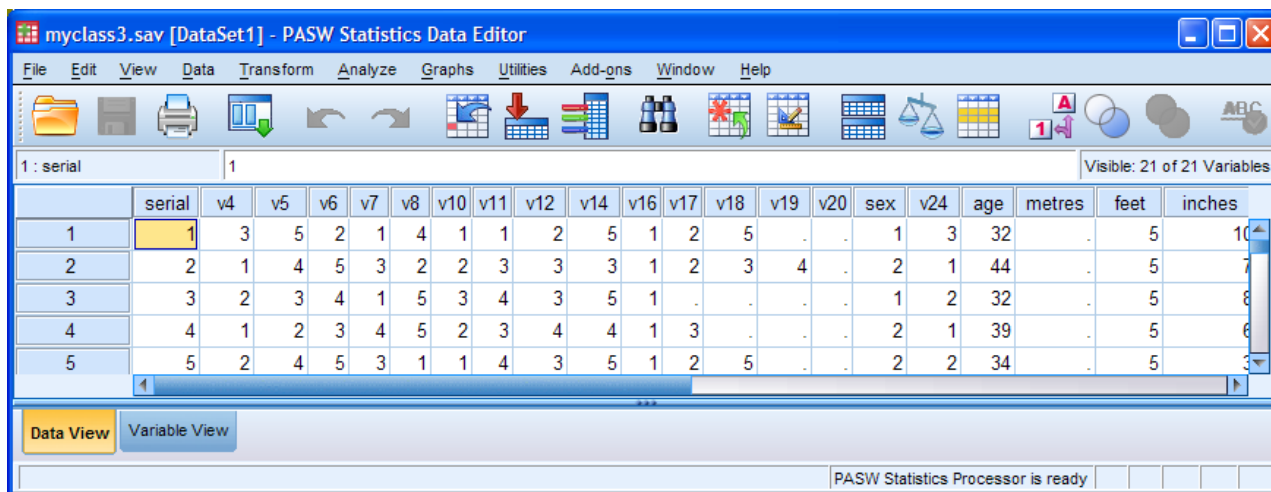 myclass3.sav [DataSet1] - PASW Statistics Data Editor
File Edit View Data Transform Analyze Graphs Utilities Add-ons Window Help
A 1 ABC
1 : serial 1 Visible: 21 of 21 Variables
serial v4 v5 v6 v7 v8 v10 v11 v12 v14 v16 v17 v18 v19 v20 sex v24 age metres feet inches
1 1 3 5 2 1 4 1 1 2 5 1 2 5 . . 1 3 32 . 5 10
2 2 1 4 5 3 2 2 3 3 3 1 2 3 4 . 2 1 44 . 5 7
3 3 2 3 4 1 5 3 4 3 5 1 . . . . 1 2 32 . 5 8
4 4 1 2 3 4 5 2 3 4 4 1 3 . . . 2 1 39 . 5 6
5 5 2 4 5 3 1 1 4 3 5 1 2 5 . . 2 2 34 . 5 3
Data View Variable View
PASW Statistics Processor is ready